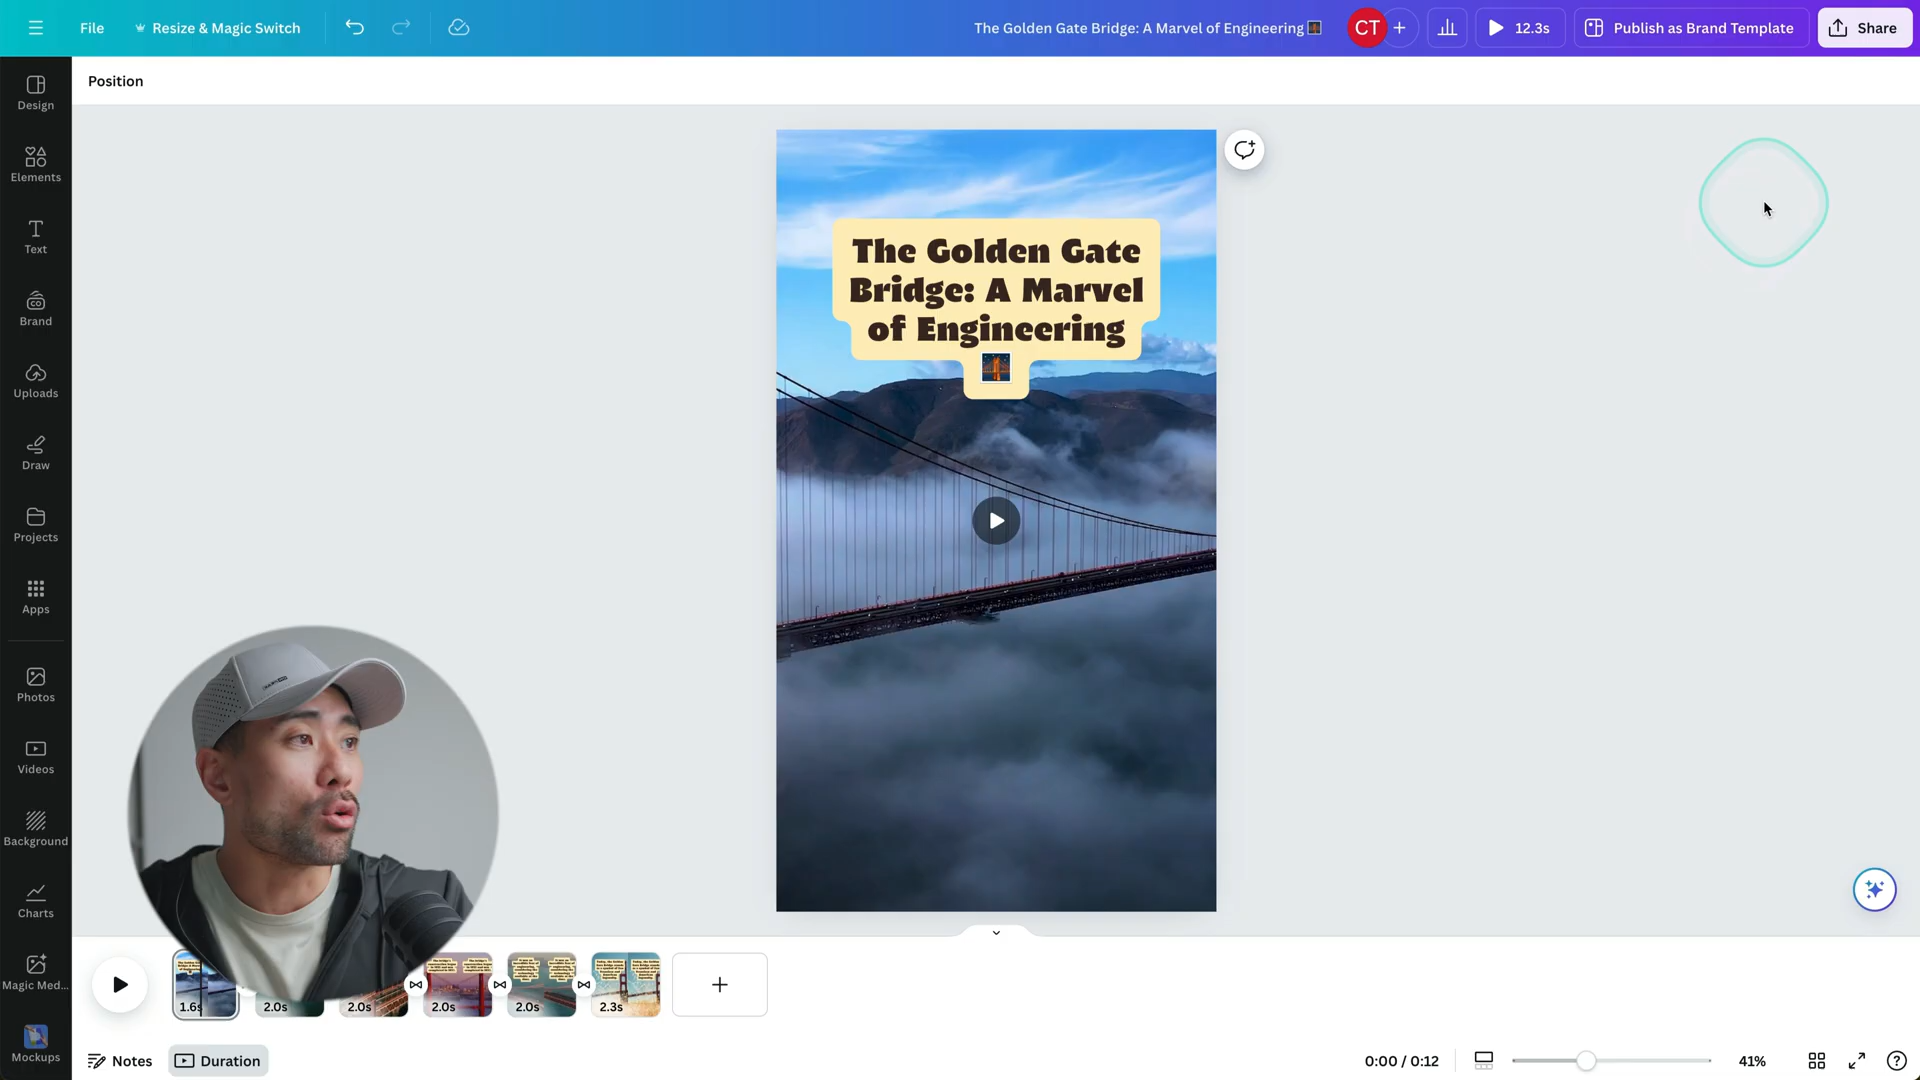 File
Resize & Magic Switch
The Golden Gate Bridge: A Marvel of Engineering
CT
12.3s
Publish as Brand Template
Share
Position
Design
Elements
Text
Brand
Uploads
Draw
Projects
Apps
Photos
Videos
Background
Charts
Magic Med...
Mockups
The Golden Gate
Bridge: A Marvel
of Engineering
1.6s
2.0s
2.0s
2.0s
2.0s
2.3s
Notes
Duration
0:00 / 0:12
41%